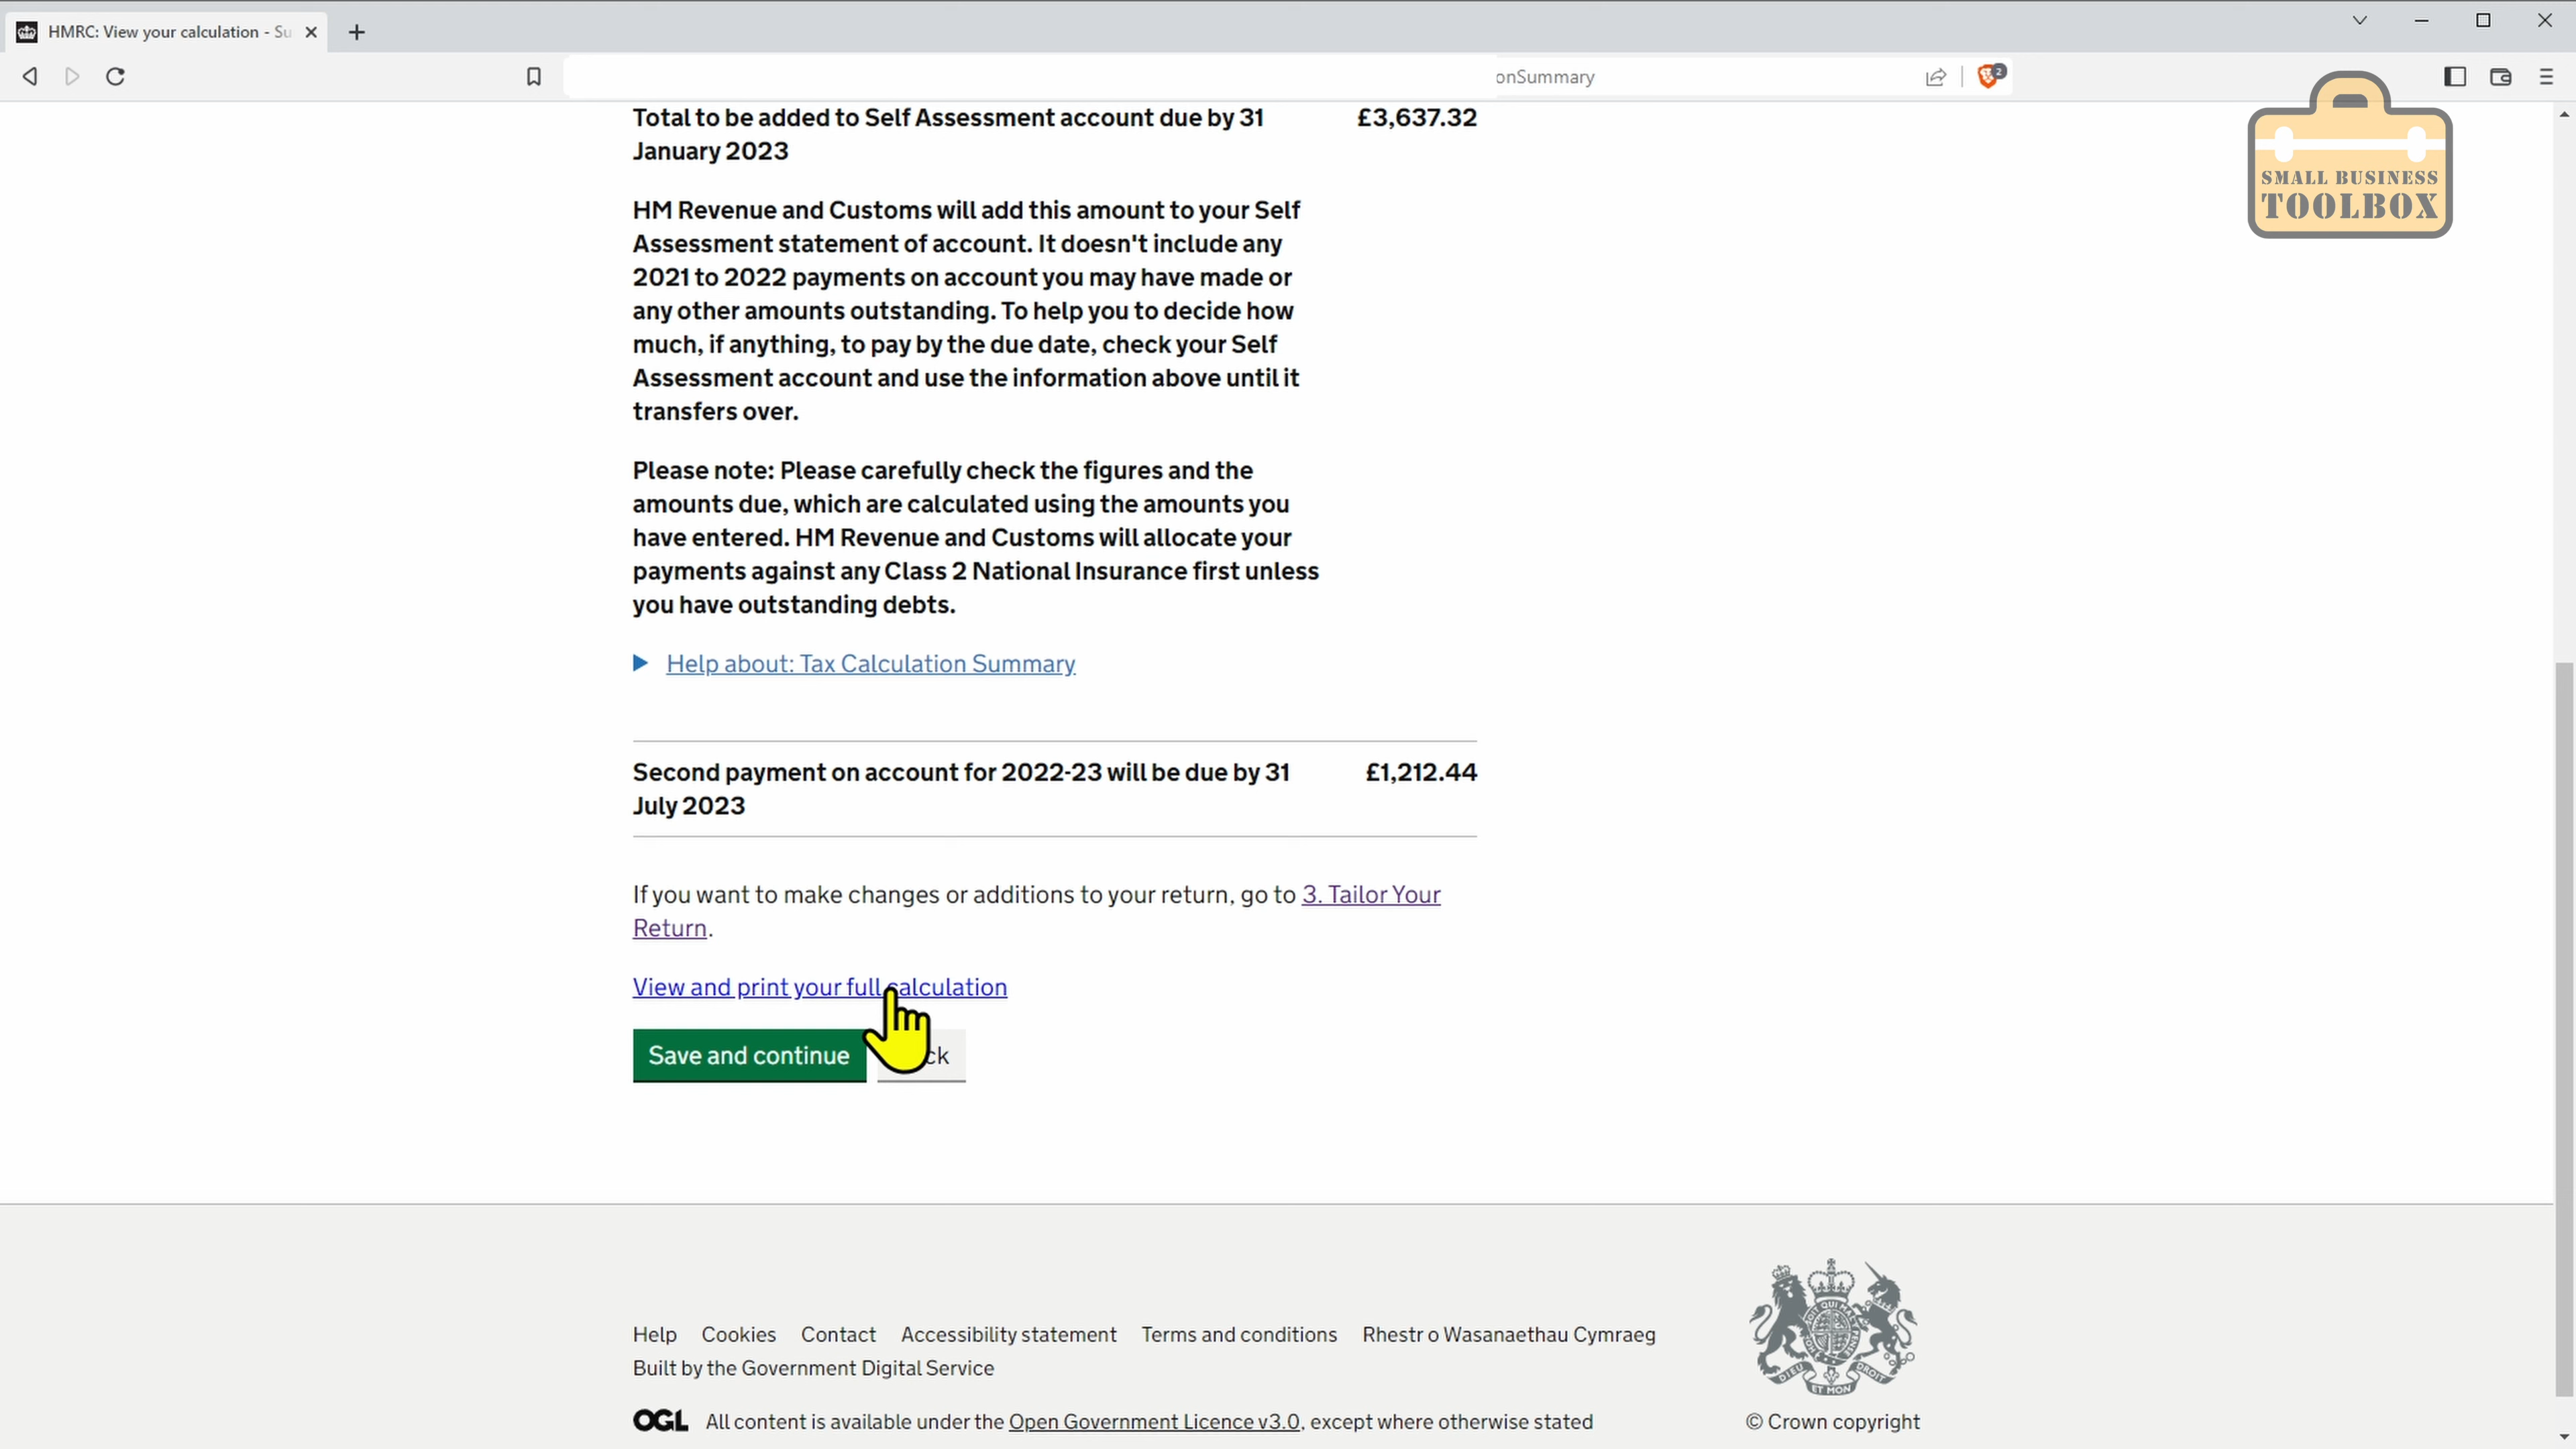 HMRC: View your calculation - Su
onSummary
2
SMALL BUSINESS
TOOLBOX
Total to be added to Self Assessment account due by 31 £3,637.32
January 2023
HM Revenue and Customs will add this amount to your Self
Assessment statement of account. It doesn't include any
2021 to 2022 payments on account you may have made or
any other amounts outstanding. To help you to decide how
much, if anything, to pay by the due date, check your Self
Assessment account and use the information above until it
transfers over.
Please note: Please carefully check the figures and the
amounts due, which are calculated using the amounts you
have entered. HM Revenue and Customs will allocate your
payments against any Class 2 National Insurance first unless
you have outstanding debts.
Help about: Tax Calculation Summary
Second payment on account for 2022-23 will be due by 31 £1,212.44
July 2023
If you want to make changes or additions to your return, go to 3. Tailor Your
Return.
View and print your full calculation
Save and continue ck
Help Cookies Contact Accessibility statement Terms and conditions Rhestr o Wasanaethau Cymraeg
Built by the Government Digital Service
QUI MAL
DIEU ET MON DROIT
OGL All content is available under the Open Government Licence v3.0, except where otherwise stated
© Crown copyright